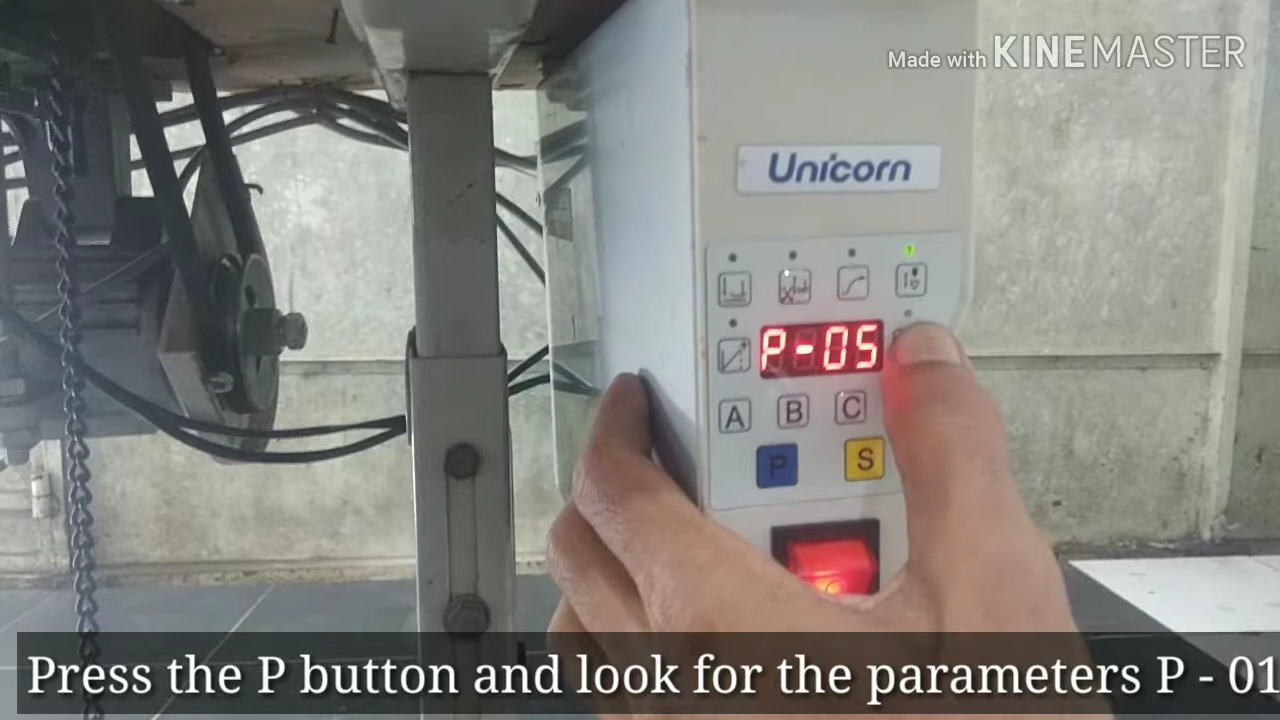 Made with KINEMASTER
Unicorn
P-05
A B C
P S
Press the P button and look for the parameters P - 01